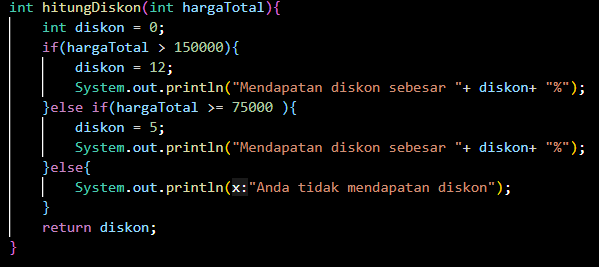 int hitungDiskon(int hargaTotal){
    int diskon = 0;
    if(hargaTotal > 150000){
        diskon = 12;
        System.out.println("Mendapatan diskon sebesar "+ diskon+ "%");
    }else if(hargaTotal >= 75000 ){
        diskon = 5;
        System.out.println("Mendapatan diskon sebesar "+ diskon+ "%");
    }else{
        System.out.println(x:"Anda tidak mendapatan diskon");
    }
    return diskon;
}